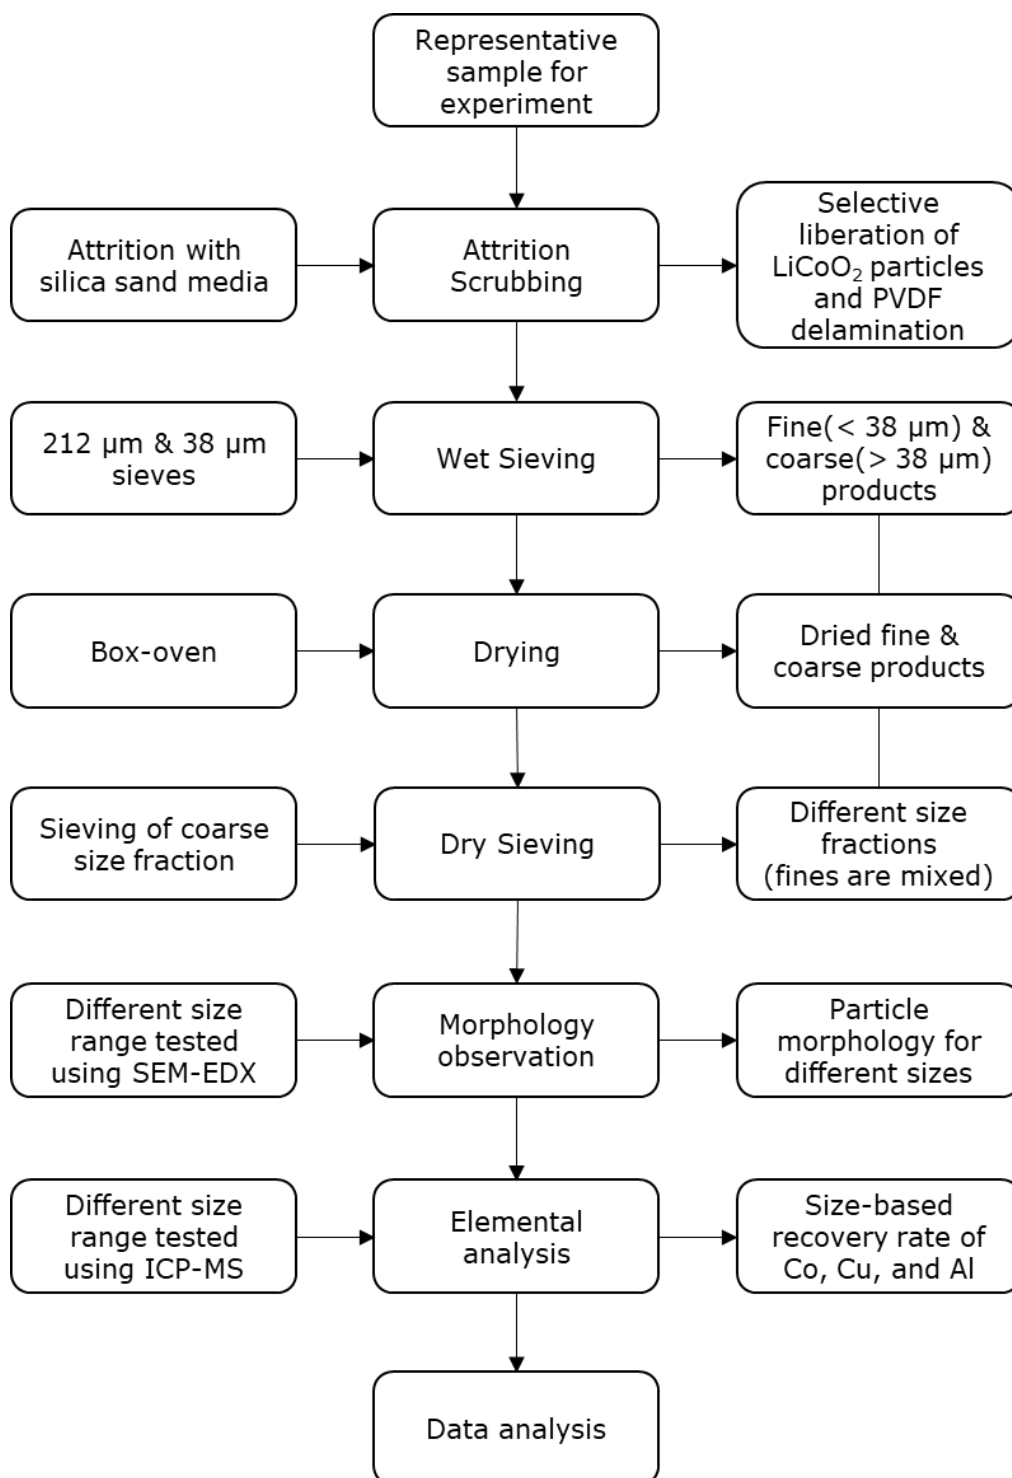 Representative
sample for
experiment
Attrition with
silica sand media
Attrition
Scrubbing
Selective
liberation of
LiCoO₂ particles
and PVDF
delamination
212 µm & 38 µm
sieves
Wet Sieving
Fine(< 38 µm) &
coarse(> 38 µm)
products
Box-oven
Drying
Dried fine &
coarse products
Sieving of coarse
size fraction
Dry Sieving
Different size
fractions
(fines are mixed)
Different size
range tested
using SEM-EDX
Morphology
observation
Particle
morphology for
different sizes
Different size
range tested
using ICP-MS
Elemental
analysis
Size-based
recovery rate of
Co, Cu, and Al
Data analysis